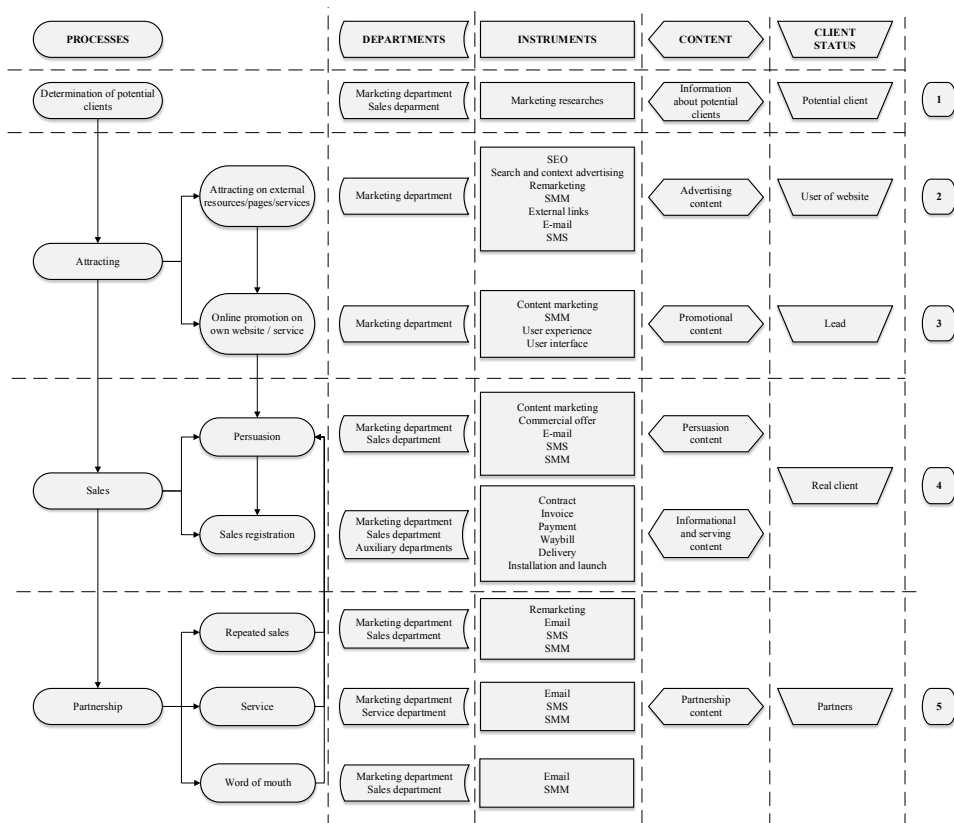 PROCESSES
DEPARTMENTS
INSTRUMENTS
CONTENT
CLIENT
STATUS
Determination of potential
clients
Marketing department
Sales deparment
Marketing researches
Information
about potential
clients
Potential client
1
Attracting on external
resources/pages/services
Marketing department
SEO
Search and context advertising
Remarketing
SMM
External links
E-mail
SMS
Advertising
content
User of website
2
Attracting
Online promotion on
own website / service
Marketing department
Content marketing
SMM
User experience
User interface
Promotional
content
Lead
3
Persuasion
Marketing department
Sales department
Content marketing
Commercial offer
E-mail
SMS
SMM
Persuasion
content
Sales
Real client
4
Sales registration
Marketing department
Sales department
Auxiliary departments
Contract
Invoice
Payment
Waybill
Delivery
Installation and launch
Informational
and serving
content
Repeated sales
Marketing department
Sales department
Remarketing
Email
SMS
SMM
Partnership
Service
Marketing department
Service department
Email
SMS
SMM
Partnership
content
Partners
5
Word of mouth
Marketing department
Sales department
Email
SMM